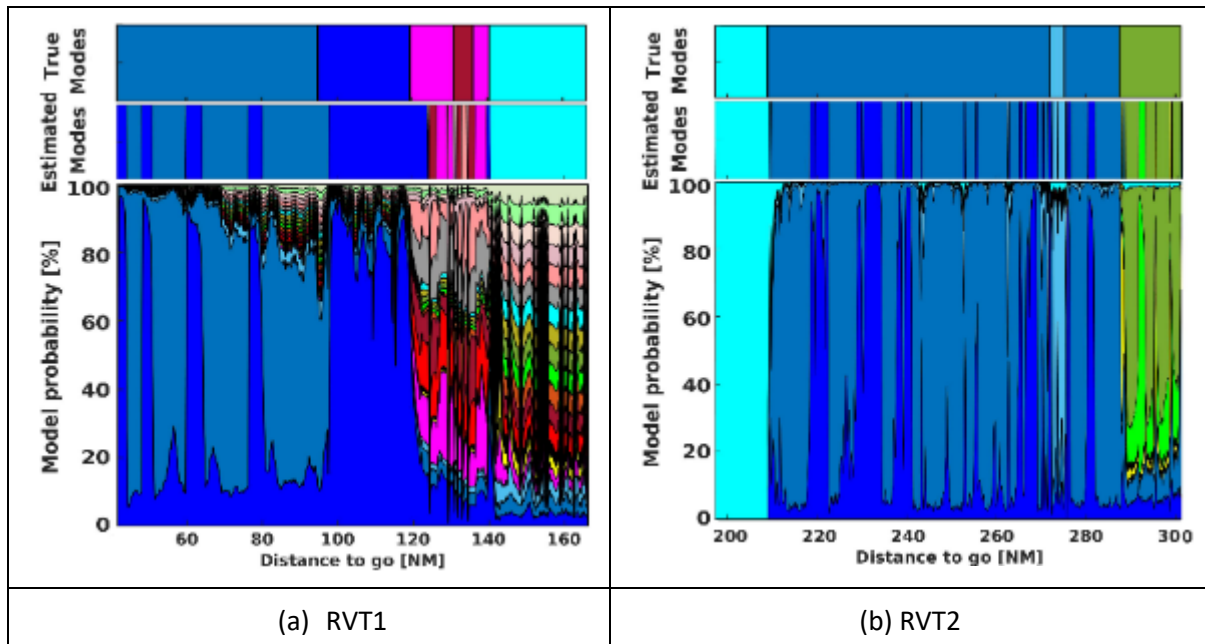 True
Modes
Estimated
Modes
Model probability [%]
100
80
60
40
20
0
60 80 100 120 140 160
Distance to go [NM]
True
Modes
Estimated
Modes
Model probability [%]
100
80
60
40
20
0
200 220 240 260 280 300
Distance to go [NM]
(a) RVT1
(b) RVT2